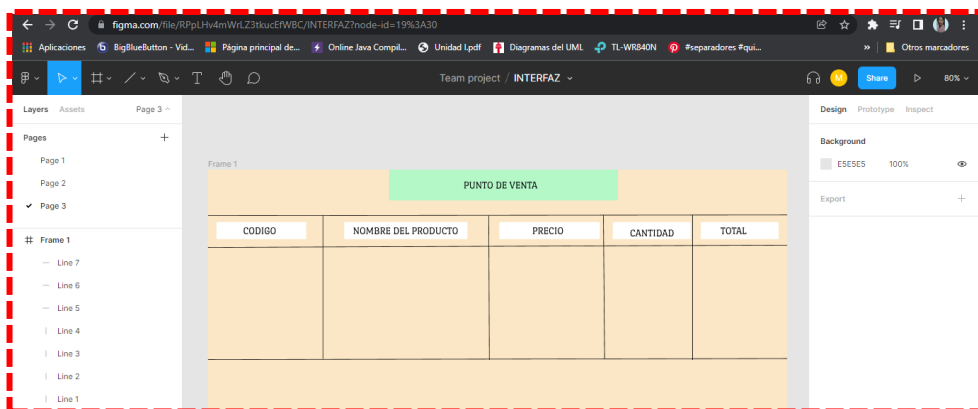 figma.com/file/RPpLHv4mWrLZ3tkucEfWBC/INTERFAZ?node-id=19%3A30
Aplicaciones BigBlueButton - Vid... Página principal de... Online Java Compil... Unidad I.pdf Diagramas del UML TL-WR840N #separadores #qui... » Otros marcadores
Team project / INTERFAZ M Share 80%
Layers Assets Page 3 Design Prototype Inspect
Pages + Background
Page 1 E5E5E5 100%
Page 2
Page 3 Export +
Frame 1
PUNTO DE VENTA
CODIGO NOMBRE DEL PRODUCTO PRECIO CANTIDAD TOTAL
Frame 1
Line 7
Line 6
Line 5
Line 4
Line 3
Line 2
Line 1